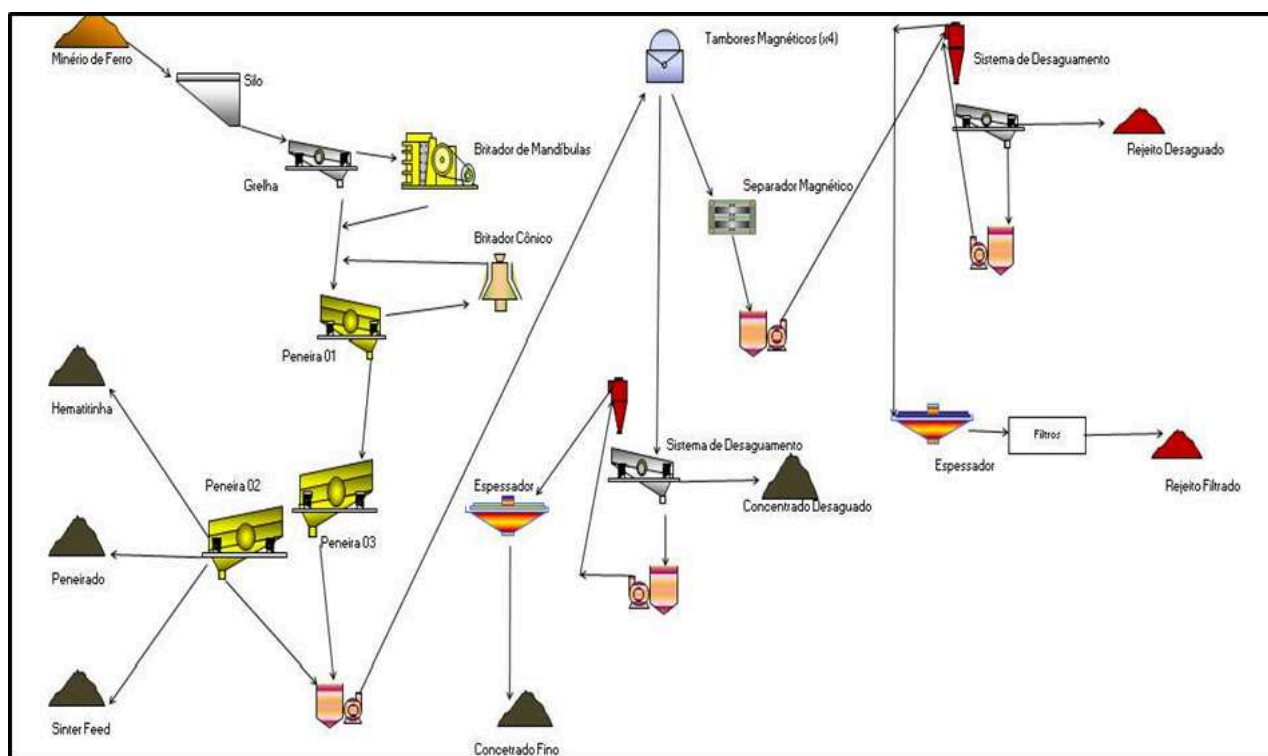 Minério de Ferro
Silo
Grelha
Britador de Mandíbulas
Britador Cônico
Peneira 01
Hematitinha
Peneira 02
Peneira 03
Peneirado
Sinter Feed
Tambores Magnéticos (x4)
Separador Magnético
Sistema de Desaguamento
Concentrado Desaguado
Espessador
Concetrado Fino
Sistema de Desaguamento
Rejeito Desaguado
Espessador
Filtros
Rejeito Filtrado